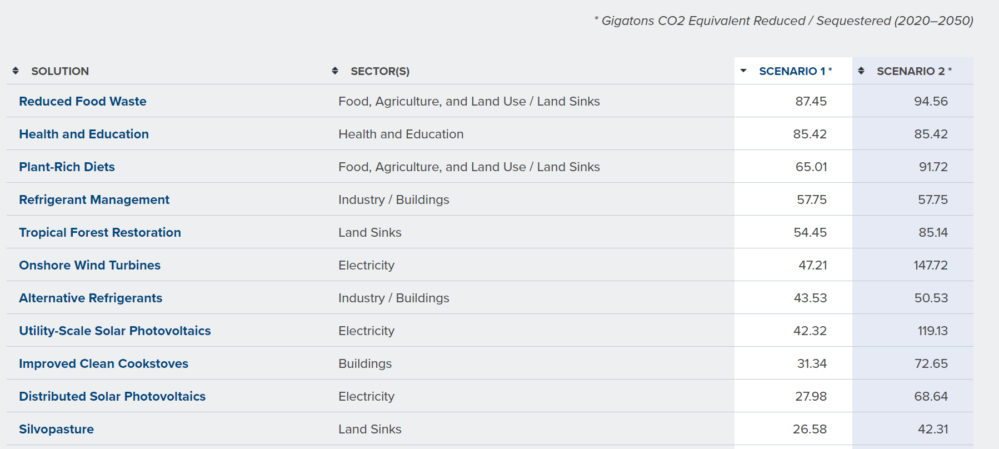 * Gigatons CO2 Equivalent Reduced / Sequestered (2020–2050)
SOLUTION SECTOR(S) SCENARIO 1 * SCENARIO 2 *
Reduced Food Waste Food, Agriculture, and Land Use / Land Sinks 87.45 94.56
Health and Education Health and Education 85.42 85.42
Plant-Rich Diets Food, Agriculture, and Land Use / Land Sinks 65.01 91.72
Refrigerant Management Industry / Buildings 57.75 57.75
Tropical Forest Restoration Land Sinks 54.45 85.14
Onshore Wind Turbines Electricity 47.21 147.72
Alternative Refrigerants Industry / Buildings 43.53 50.53
Utility-Scale Solar Photovoltaics Electricity 42.32 119.13
Improved Clean Cookstoves Buildings 31.34 72.65
Distributed Solar Photovoltaics Electricity 27.98 68.64
Silvopasture Land Sinks 26.58 42.31